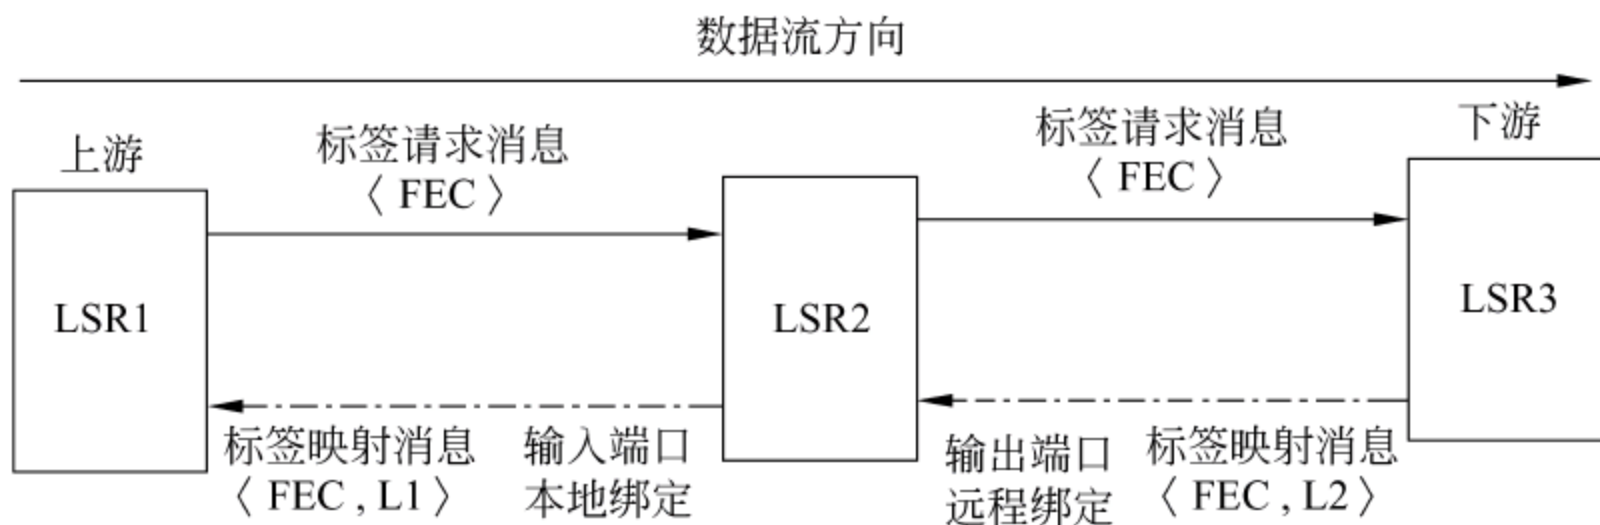 数据流方向
上游
标签请求消息
〈 FEC 〉
标签请求消息
〈 FEC 〉
下游
LSR1
LSR2
LSR3
标签映射消息
〈 FEC , L1 〉
输入端口
本地绑定
输出端口
远程绑定
标签映射消息
〈 FEC , L2 〉